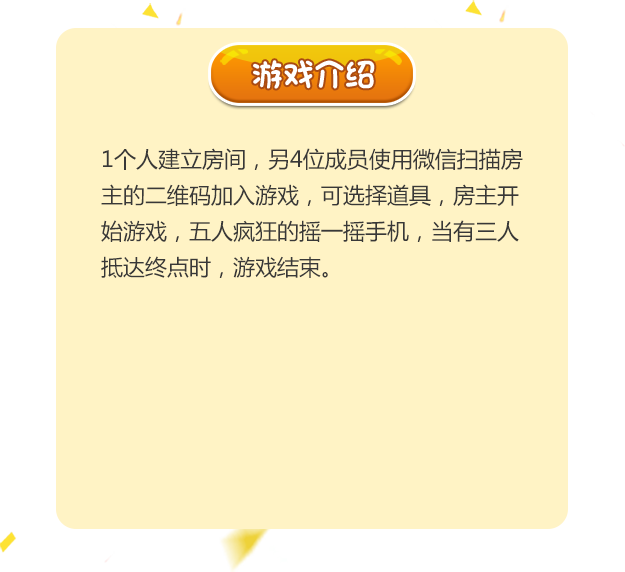 游戏介绍
1个人建立房间，另4位成员使用微信扫描房
主的二维码加入游戏，可选择道具，房主开
始游戏，五人疯狂的摇一摇手机，当有三人
抵达终点时，游戏结束。